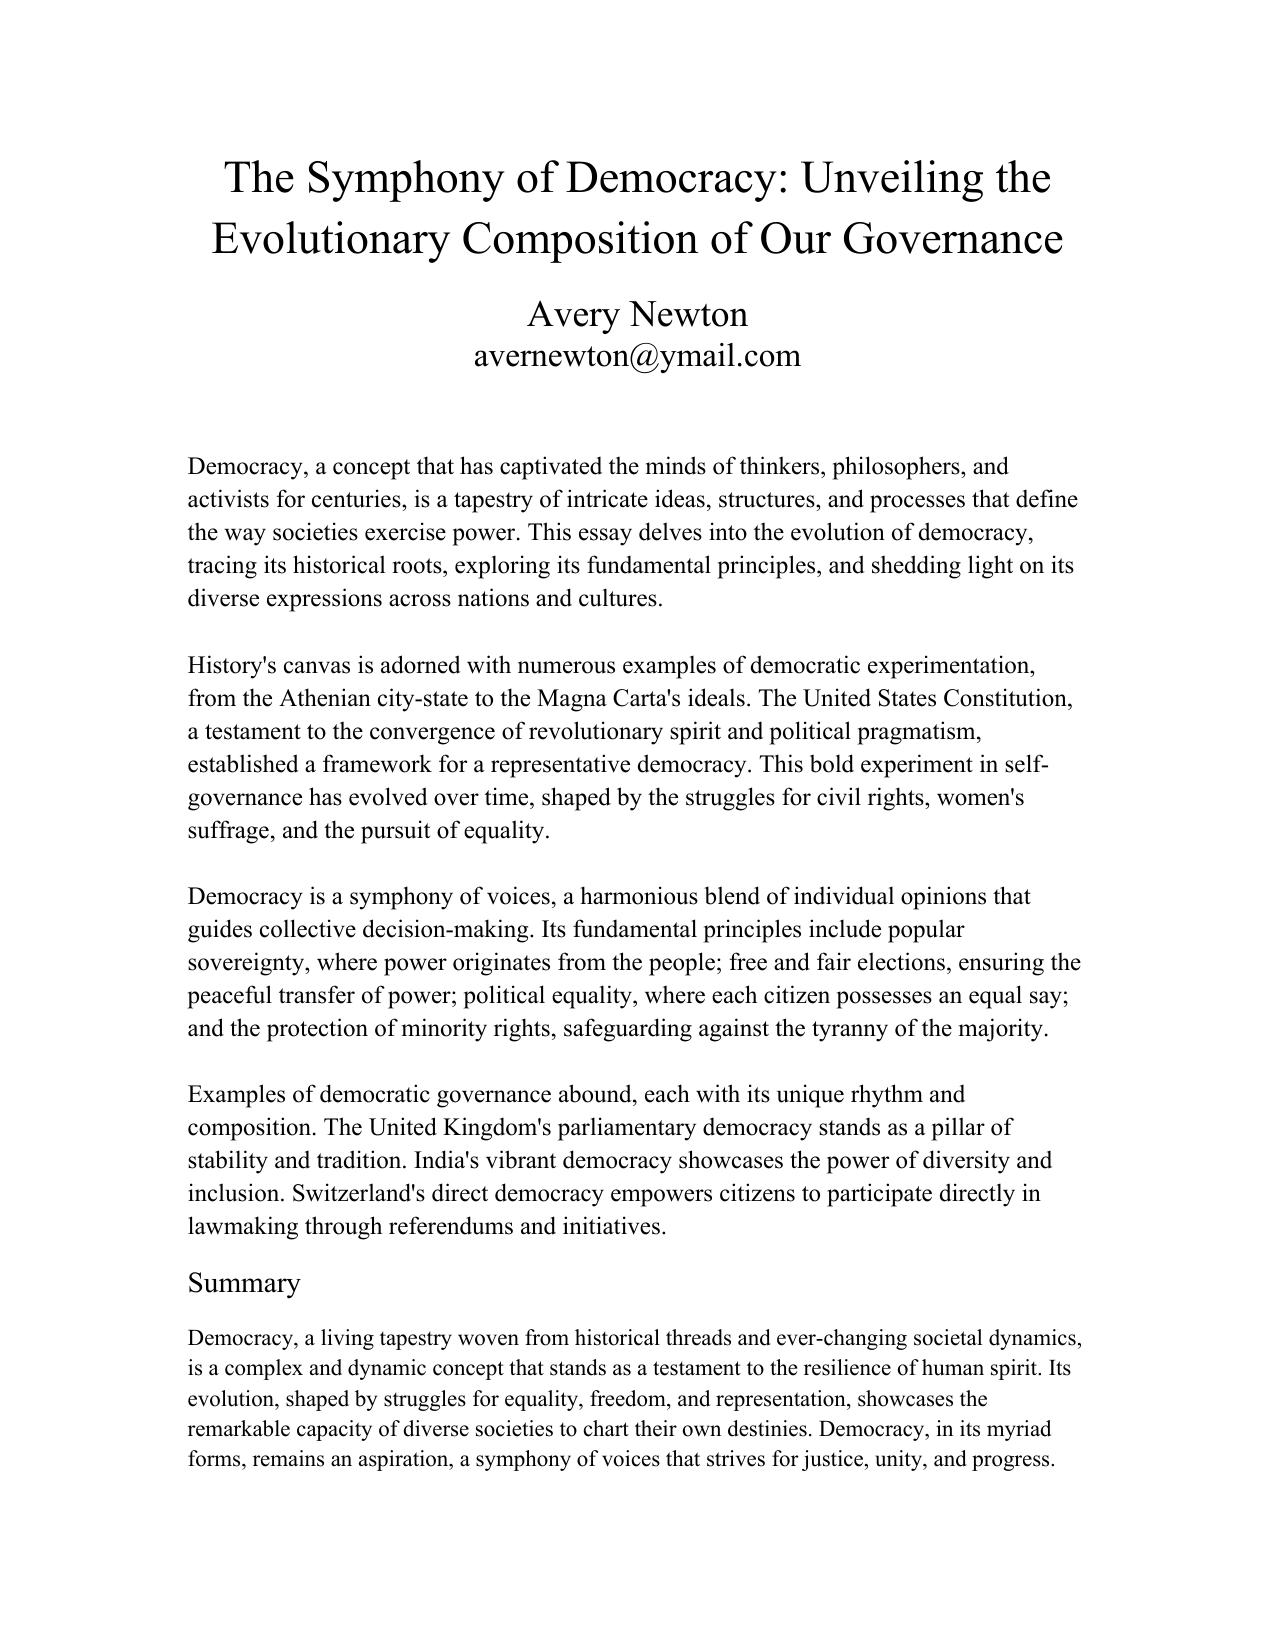 The Symphony of Democracy: Unveiling the
Evolutionary Composition of Our Governance
Avery Newton
avernewton@ymail.com
Democracy, a concept that has captivated the minds of thinkers, philosophers, and
activists for centuries, is a tapestry of intricate ideas, structures, and processes that define
the way societies exercise power. This essay delves into the evolution of democracy,
tracing its historical roots, exploring its fundamental principles, and shedding light on its
diverse expressions across nations and cultures.
History's canvas is adorned with numerous examples of democratic experimentation,
from the Athenian city-state to the Magna Carta's ideals. The United States Constitution,
a testament to the convergence of revolutionary spirit and political pragmatism,
established a framework for a representative democracy. This bold experiment in self-
governance has evolved over time, shaped by the struggles for civil rights, women's
suffrage, and the pursuit of equality.
Democracy is a symphony of voices, a harmonious blend of individual opinions that
guides collective decision-making. Its fundamental principles include popular
sovereignty, where power originates from the people; free and fair elections, ensuring the
peaceful transfer of power; political equality, where each citizen possesses an equal say;
and the protection of minority rights, safeguarding against the tyranny of the majority.
Examples of democratic governance abound, each with its unique rhythm and
composition. The United Kingdom's parliamentary democracy stands as a pillar of
stability and tradition. India's vibrant democracy showcases the power of diversity and
inclusion. Switzerland's direct democracy empowers citizens to participate directly in
lawmaking through referendums and initiatives.
Summary
Democracy, a living tapestry woven from historical threads and ever-changing societal dynamics,
is a complex and dynamic concept that stands as a testament to the resilience of human spirit. Its
evolution, shaped by struggles for equality, freedom, and representation, showcases the
remarkable capacity of diverse societies to chart their own destinies. Democracy, in its myriad
forms, remains an aspiration, a symphony of voices that strives for justice, unity, and progress.